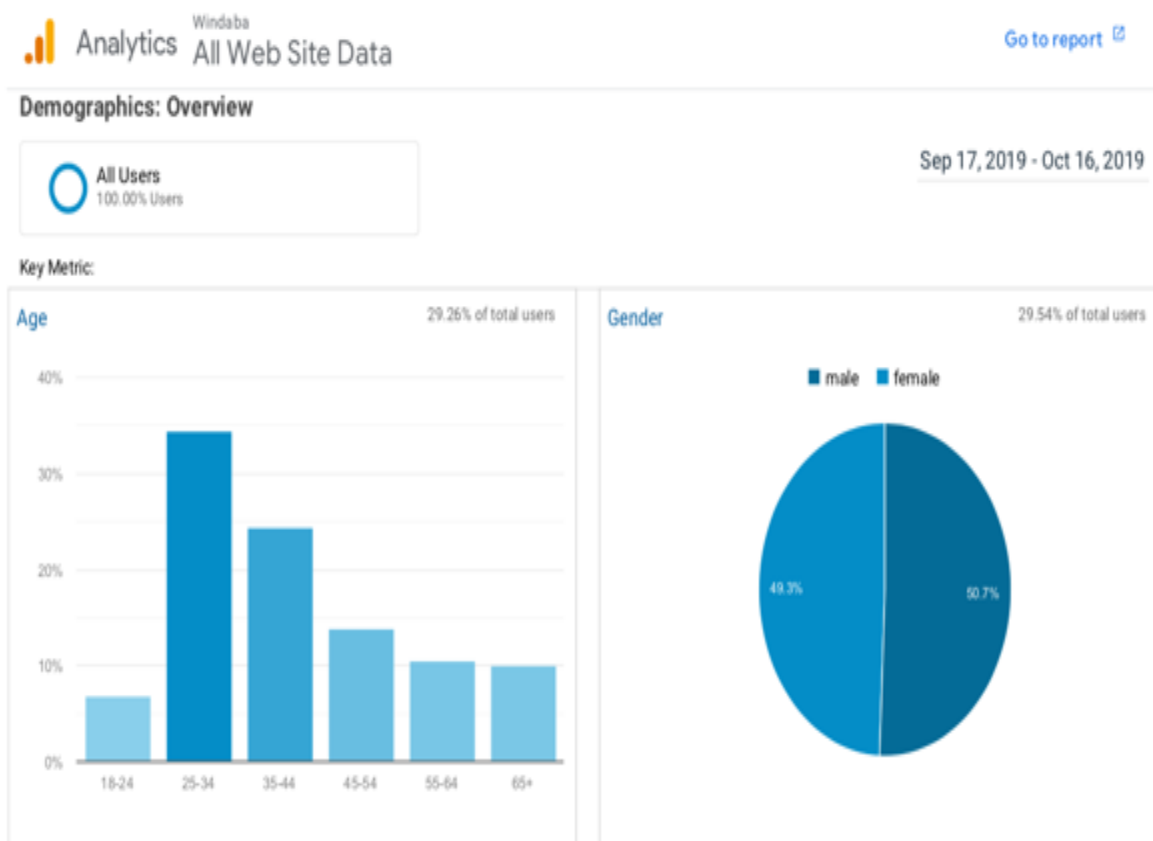 Windaba
Analytics All Web Site Data
Go to report
Demographics: Overview
All Users
100.00% Users
Sep 17, 2019 - Oct 16, 2019
Key Metric:
Age
29.26% of total users
40%
30%
20%
10%
0%
18-24 25-34 35-44 45-54 55-64 65+
Gender
29.54% of total users
male female
49.3%
50.7%